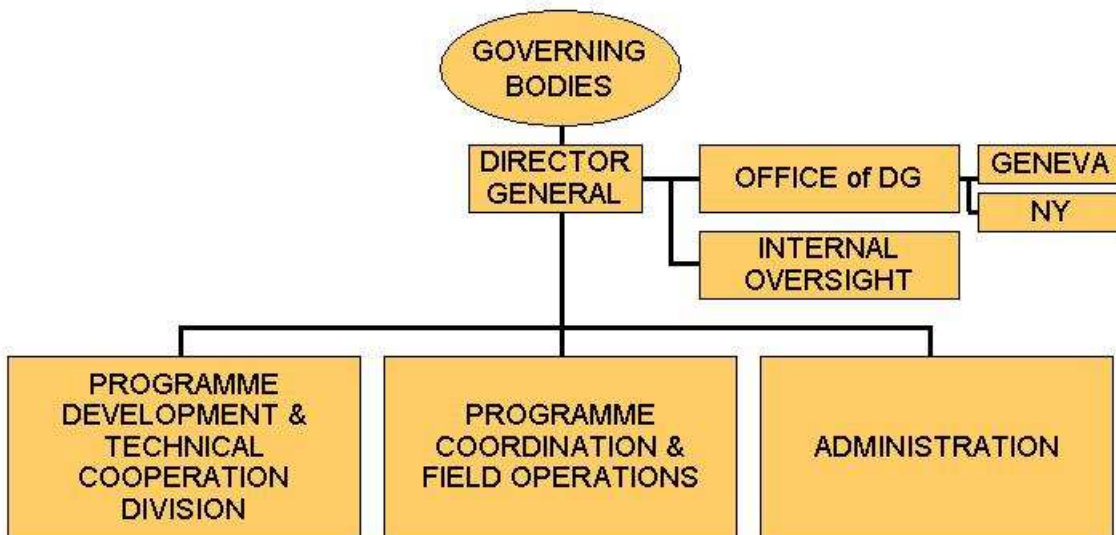 GOVERNING
BODIES
DIRECTOR
GENERAL
OFFICE of DG
GENEVA
NY
INTERNAL
OVERSIGHT
PROGRAMME
DEVELOPMENT &
TECHNICAL
COOPERATION
DIVISION
PROGRAMME
COORDINATION &
FIELD OPERATIONS
ADMINISTRATION